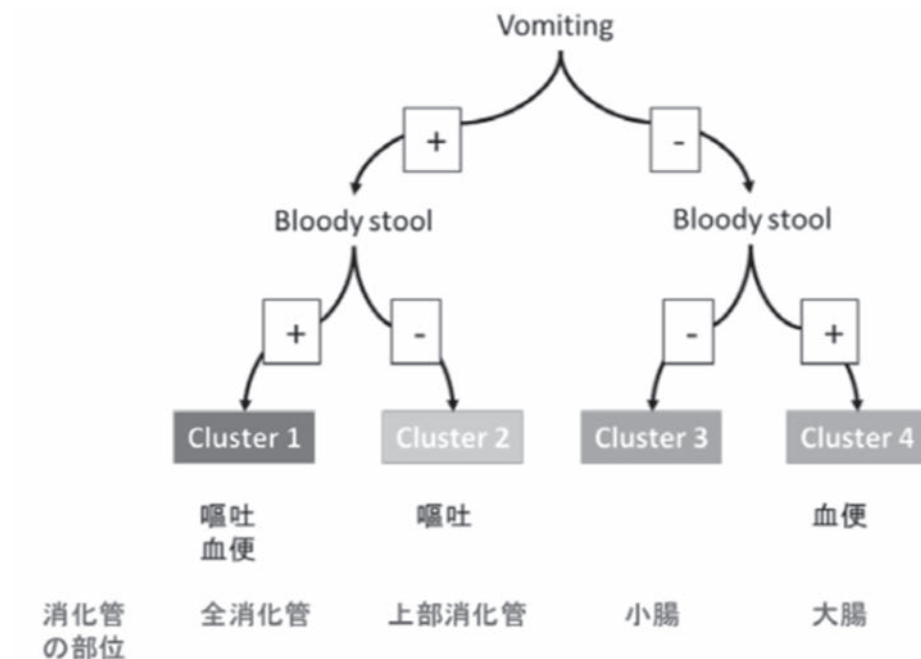 Vomiting
+ -
Bloody stool Bloody stool
+ - - +
Cluster 1 Cluster 2 Cluster 3 Cluster 4
嘔吐 嘔吐 血便
血便
消化管 全消化管 上部消化管 小腸 大腸
の部位